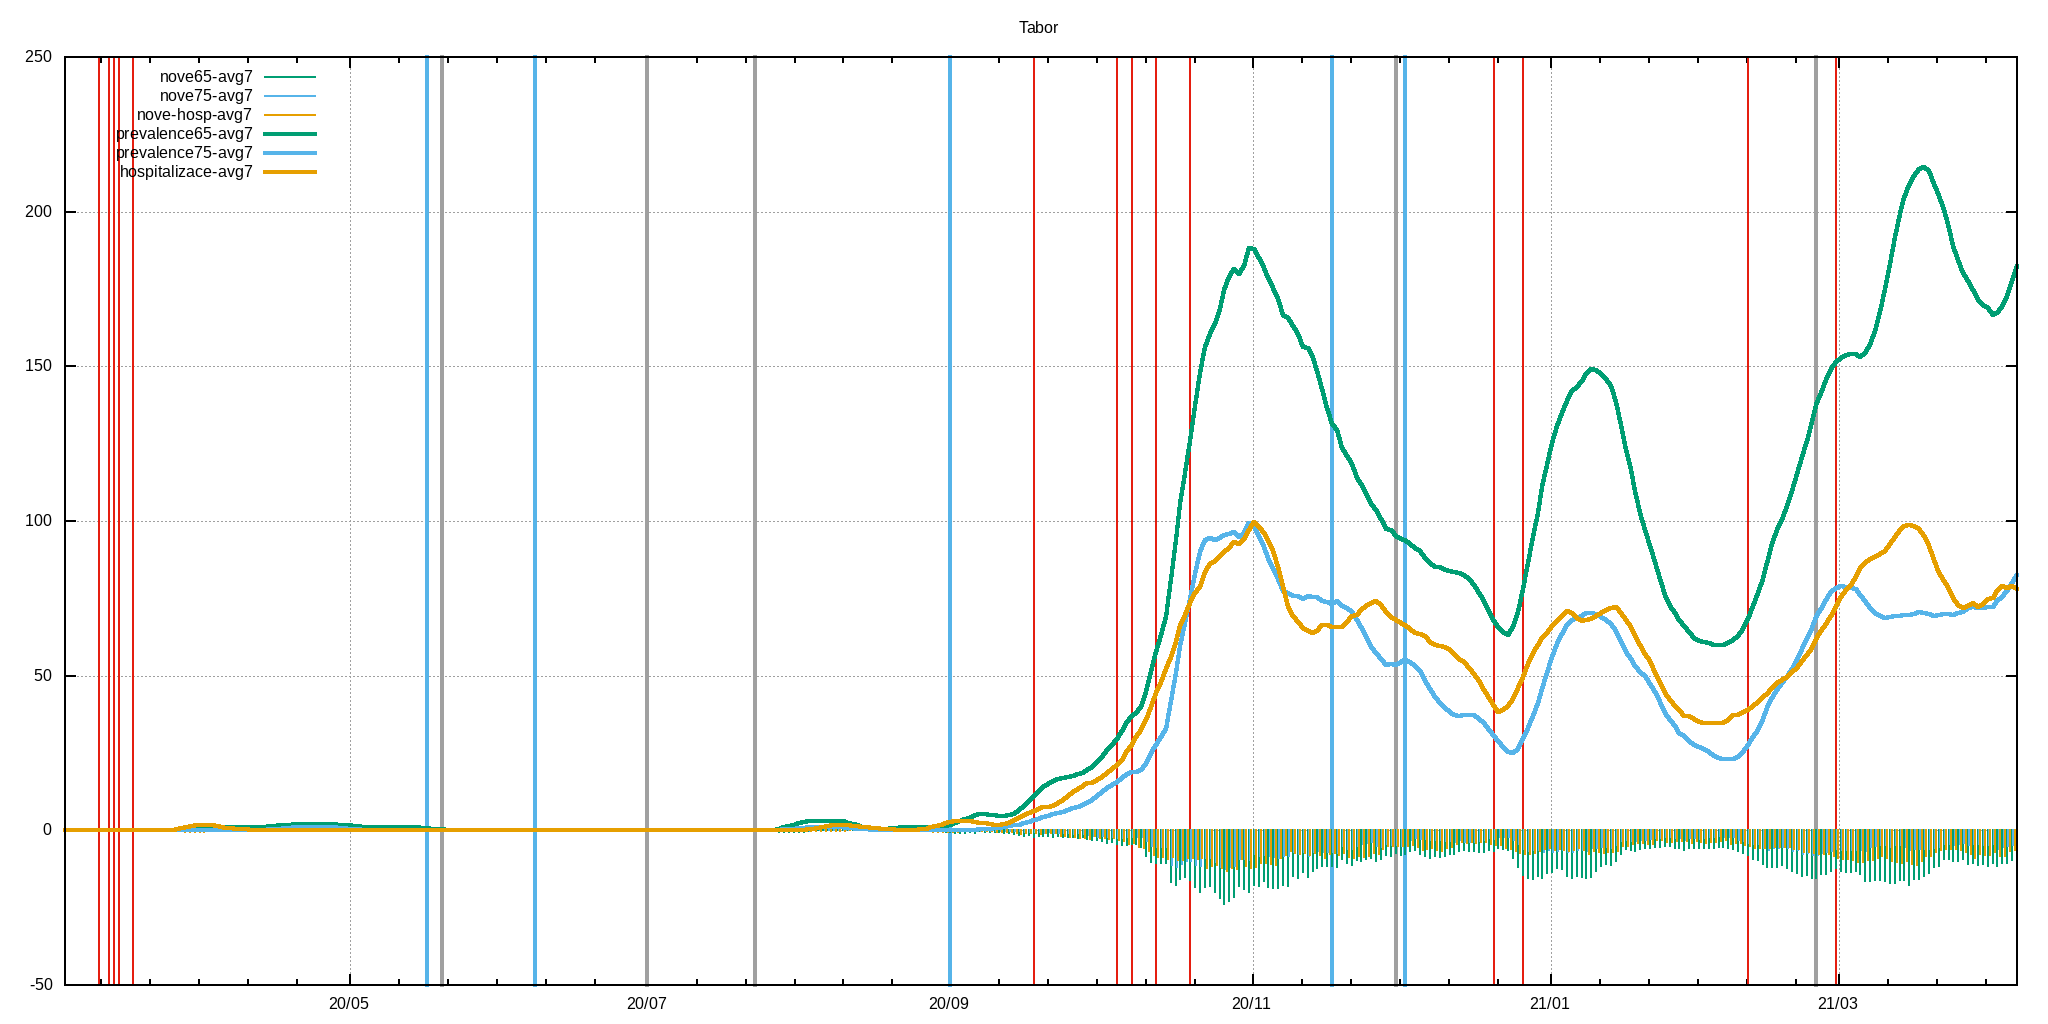 Tabor
250
nove65-avg7
nove75-avg7
nove-hosp-avg7
prevalence65-avg7
prevalence75-avg7
hospitalizace-avg7
200
150
100
50
0
-50
20/05 20/07 20/09 20/11 21/01 21/03